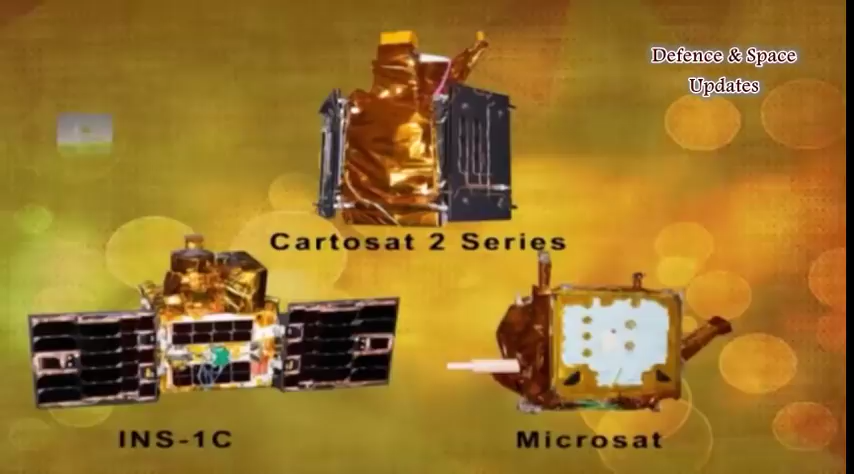 Defence & Space
Updates
Cartosat 2 Series
INS-1C
Microsat